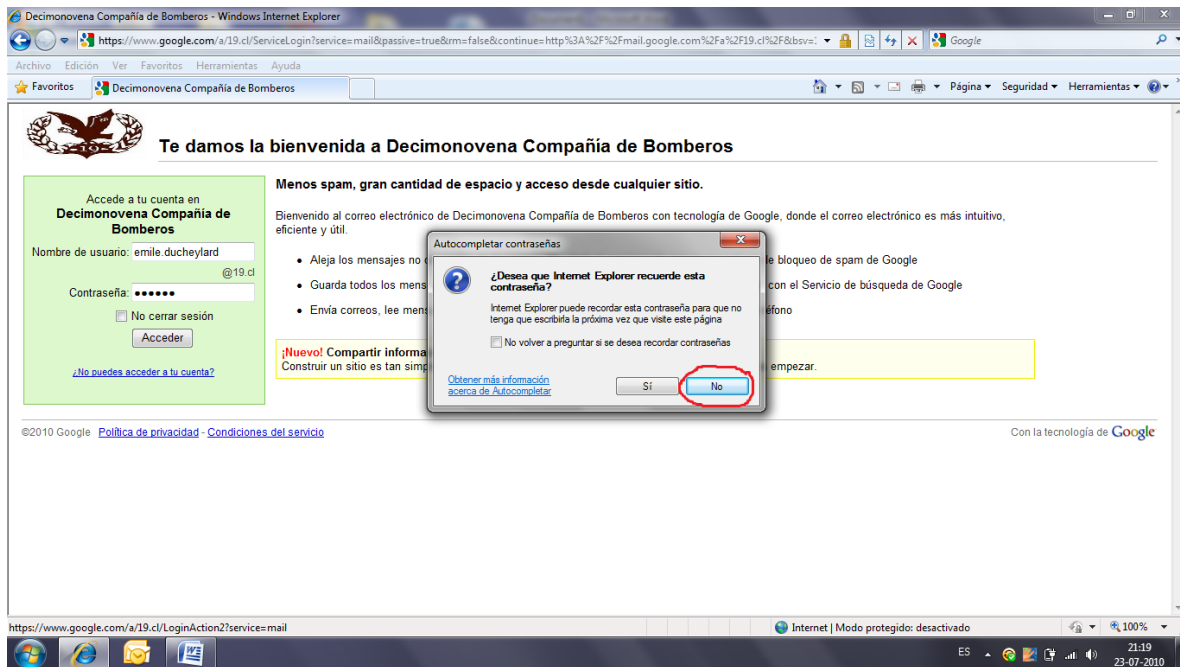 Decimonovena Compañía de Bomberos - Windows Internet Explorer
https://www.google.com/a/19.cl/ServiceLogin?service=mail&passive=true&rm=false&continue=http%3A%2F%2Fmail.google.com%2Fa%2F19.cl%2F&bsv=
Google
Archivo Edición Ver Favoritos Herramientas Ayuda
Favoritos Decimonovena Compañía de Bomberos Página Seguridad Herramientas
19
Te damos la bienvenida a Decimonovena Compañía de Bomberos
Accede a tu cuenta en
Decimonovena Compañía de
Bomberos
Nombre de usuario: emile.ducheylard
@19.cl
Contraseña: ••••••
No cerrar sesión
Acceder
¿No puedes acceder a tu cuenta?
Menos spam, gran cantidad de espacio y acceso desde cualquier sitio.
Bienvenido al correo electrónico de Decimonovena Compañía de Bomberos con tecnología de Google, donde el correo electrónico es más intuitivo,
eficiente y útil.
• Aleja los mensajes no bloqueo de spam de Google
• Guarda todos los mens con el Servicio de búsqueda de Google
• Envía correos, lee mens
¡Nuevo! Compartir informa
Construir un sitio es tan simp empezar.
Autocompletar contraseñas
¿Desea que Internet Explorer recuerde esta
contraseña?
Internet Explorer puede recordar esta contraseña para que no
tenga que escribirla la próxima vez que visite este página
No volver a preguntar si se desea recordar contraseñas
Obtener más información
acerca de Autocompletar
Sí No
©2010 Google Política de privacidad - Condiciones del servicio
Con la tecnología de Google
https://www.google.com/a/19.cl/LoginAction2?service=mail
Internet | Modo protegido: desactivado
100%
ES
21:19
23-07-2010